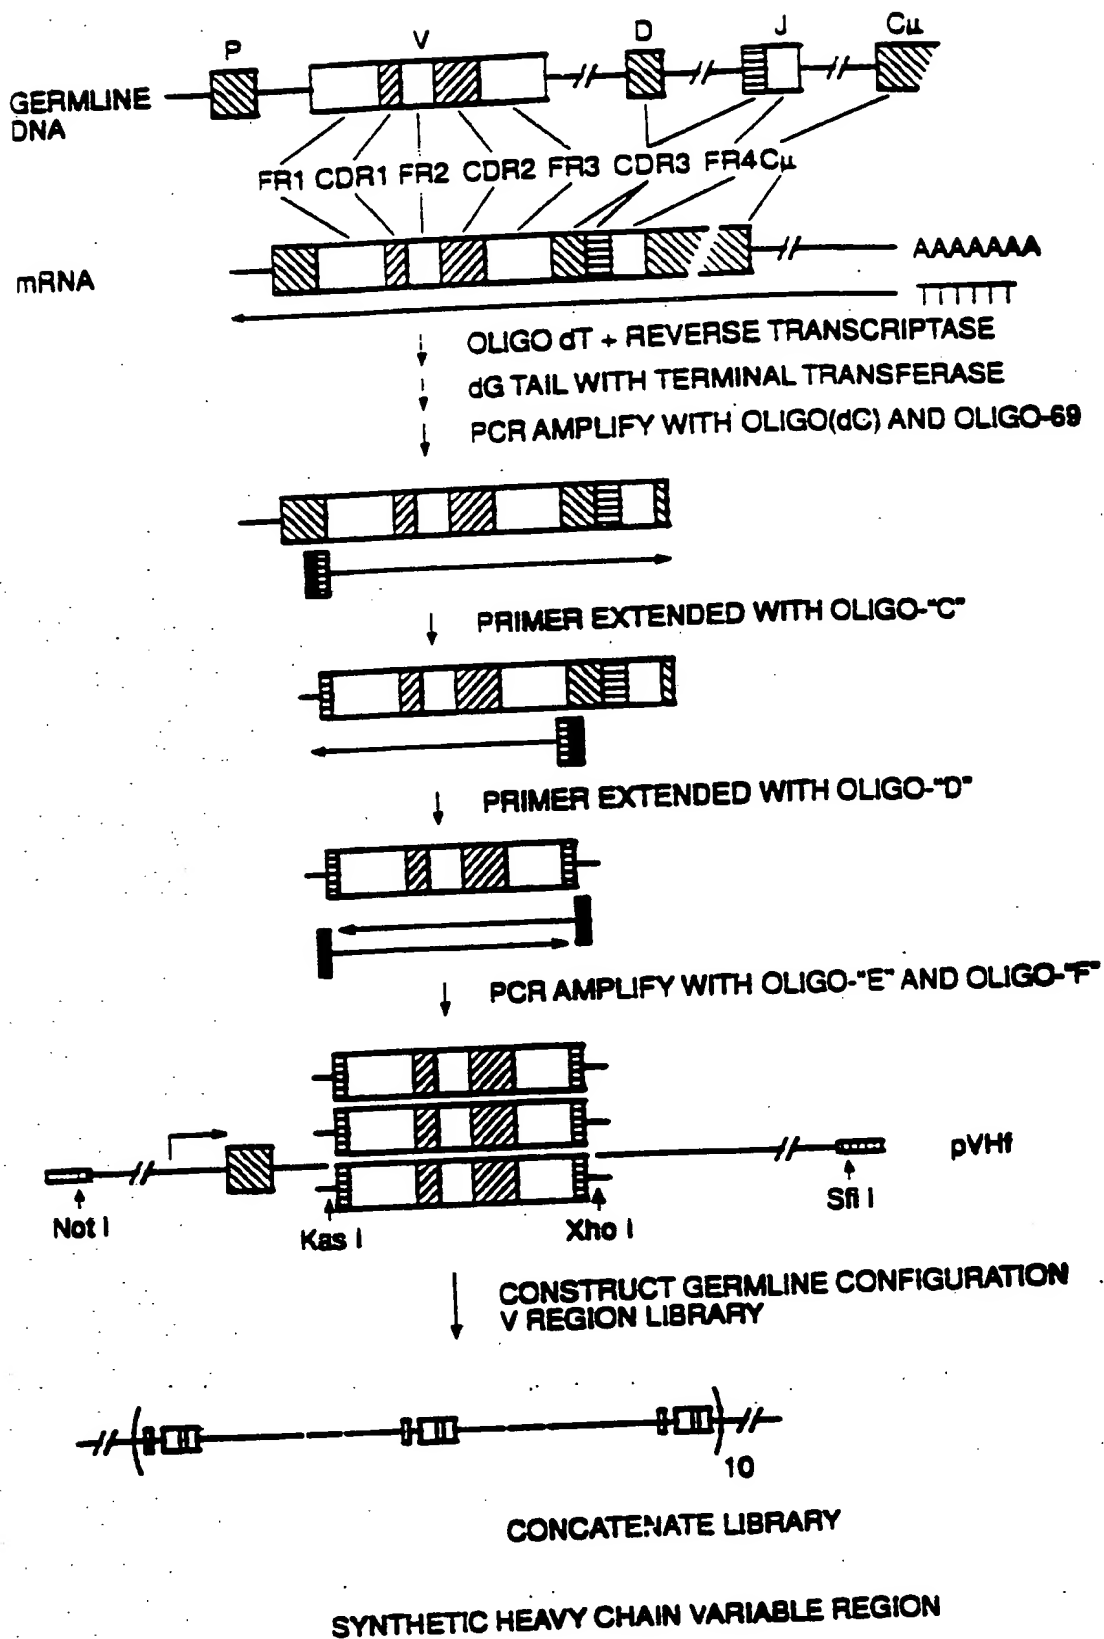 P V D J Cμ
GERMLINE
DNA
FR1 CDR1 FR2 CDR2 FR3 CDR3 FR4 Cμ
mRNA
AAAAAAA
TTTTTT
OLIGO dT + REVERSE TRANSCRIPTASE
dG TAIL WITH TERMINAL TRANSFERASE
PCR AMPLIFY WITH OLIGO(dC) AND OLIGO-69
PRIMER EXTENDED WITH OLIGO-"C"
PRIMER EXTENDED WITH OLIGO-"D"
PCR AMPLIFY WITH OLIGO-"E" AND OLIGO-"F"
pVHf
Not I
Kas I
Xho I
Sfi I
CONSTRUCT GERMLINE CONFIGURATION
V REGION LIBRARY
10
CONCATENATE LIBRARY
SYNTHETIC HEAVY CHAIN VARIABLE REGION